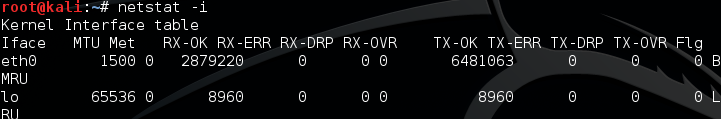 root@kali:~# netstat -i
Kernel Interface table
Iface   MTU Met   RX-OK RX-ERR RX-DRP RX-OVR    TX-OK TX-ERR TX-DRP TX-OVR Flg
eth0       1500 0   2879220      0      0 0       6481063      0      0      0 B
MRU
lo        65536 0      8960      0      0 0          8960      0      0      0 L
RU